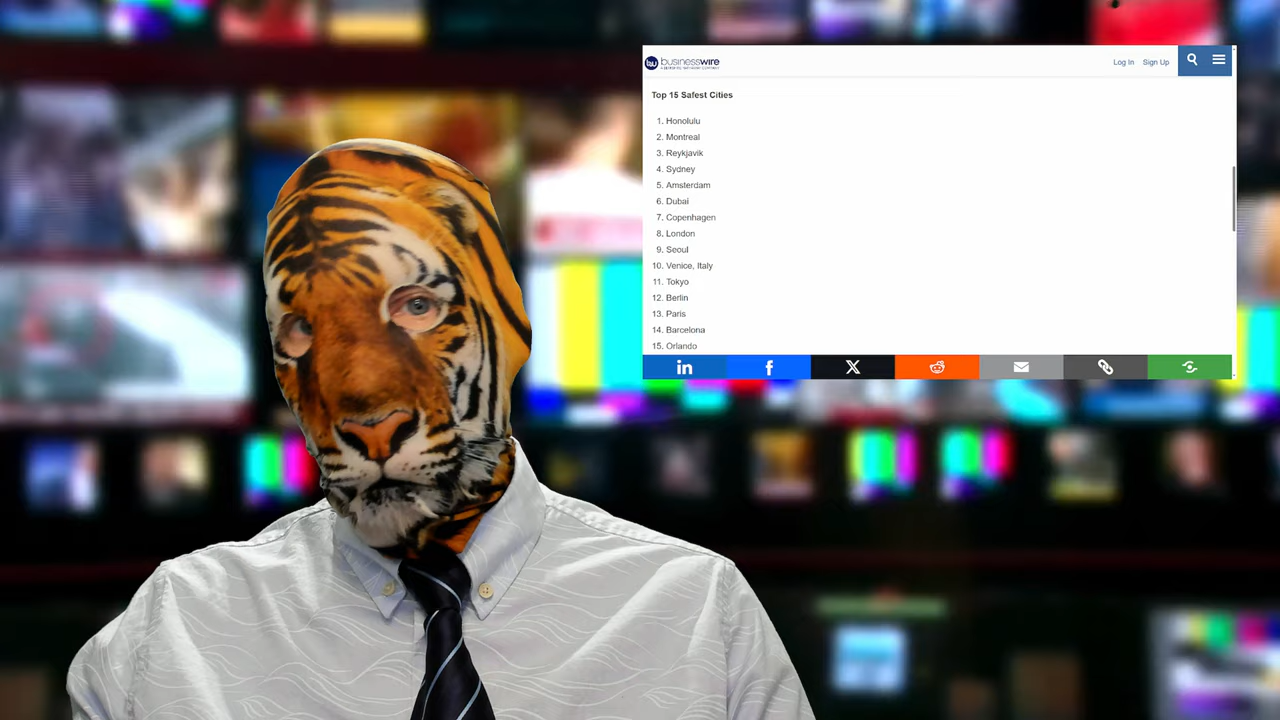 bw businesswire
Log In Sign Up
Top 15 Safest Cities
1. Honolulu
2. Montreal
3. Reykjavik
4. Sydney
5. Amsterdam
6. Dubai
7. Copenhagen
8. London
9. Seoul
10. Venice, Italy
11. Tokyo
12. Berlin
13. Paris
14. Barcelona
15. Orlando
in f X